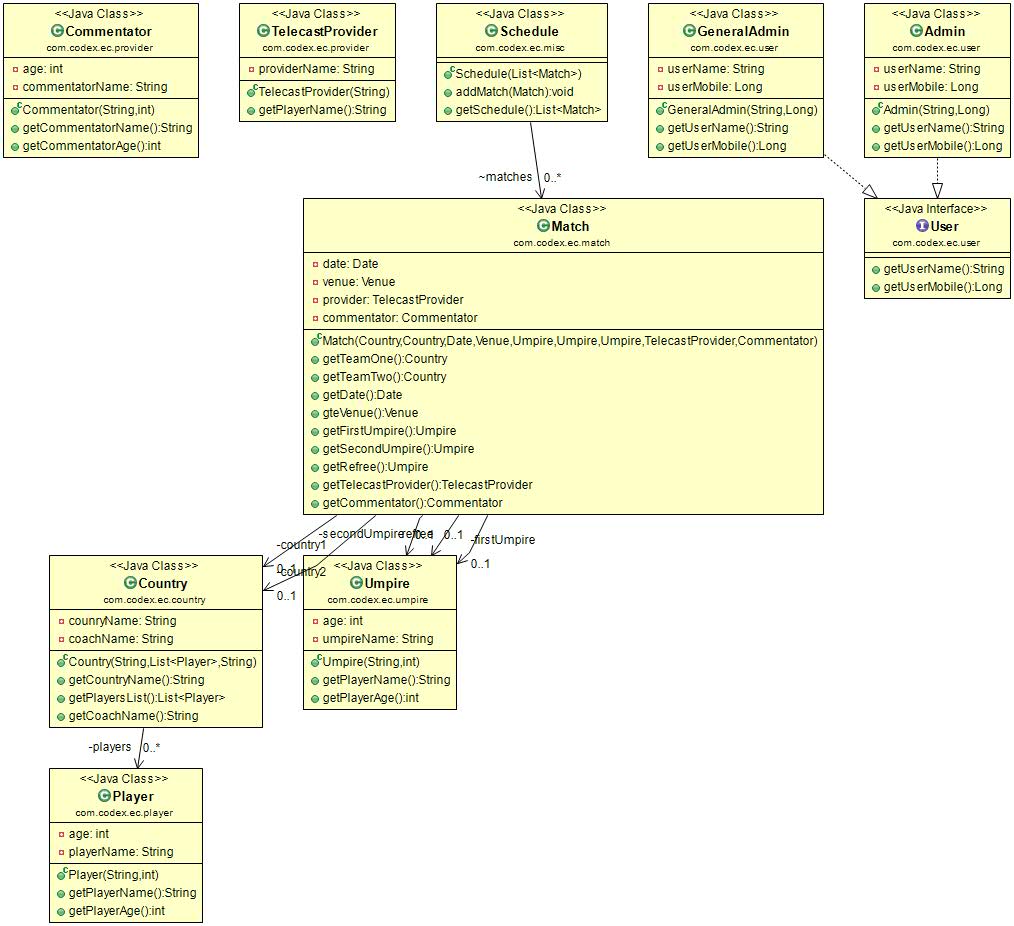 <<Java Class>>
Commentator
com.codex.ec.provider
age: int
commentatorName: String
Commentator(String,int)
getCommentatorName():String
getCommentatorAge():int
<<Java Class>>
TelecastProvider
com.codex.ec.provider
providerName: String
TelecastProvider(String)
getPlayerName():String
<<Java Class>>
Schedule
com.codex.ec.misc
Schedule(List<Match>)
addMatch(Match):void
getSchedule():List<Match>
<<Java Class>>
GeneralAdmin
com.codex.ec.user
userName: String
userMobile: Long
GeneralAdmin(String,Long)
getUserName():String
getUserMobile():Long
<<Java Class>>
Admin
com.codex.ec.user
userName: String
userMobile: Long
Admin(String,Long)
getUserName():String
getUserMobile():Long
~matches 0..*
<<Java Class>>
Match
com.codex.ec.match
date: Date
venue: Venue
provider: TelecastProvider
commentator: Commentator
Match(Country,Country,Date,Venue,Umpire,Umpire,Umpire,TelecastProvider,Commentator)
getTeamOne():Country
getTeamTwo():Country
getDate():Date
gteVenue():Venue
getFirstUmpire():Umpire
getSecondUmpire():Umpire
getRefree():Umpire
getTelecastProvider():TelecastProvider
getCommentator():Commentator
<<Java Interface>>
User
com.codex.ec.user
getUserName():String
getUserMobile():Long
-country1
0..1
-country2
0..1
-secondUmpire
0..1
0..1
-firstUmpire
0..1
<<Java Class>>
Country
com.codex.ec.country
counryName: String
coachName: String
Country(String,List<Player>,String)
getCountryName():String
getPlayersList():List<Player>
getCoachName():String
<<Java Class>>
Umpire
com.codex.ec.umpire
age: int
umpireName: String
Umpire(String,int)
getPlayerName():String
getPlayerAge():int
-players 0..*
<<Java Class>>
Player
com.codex.ec.player
age: int
playerName: String
Player(String,int)
getPlayerName():String
getPlayerAge():int